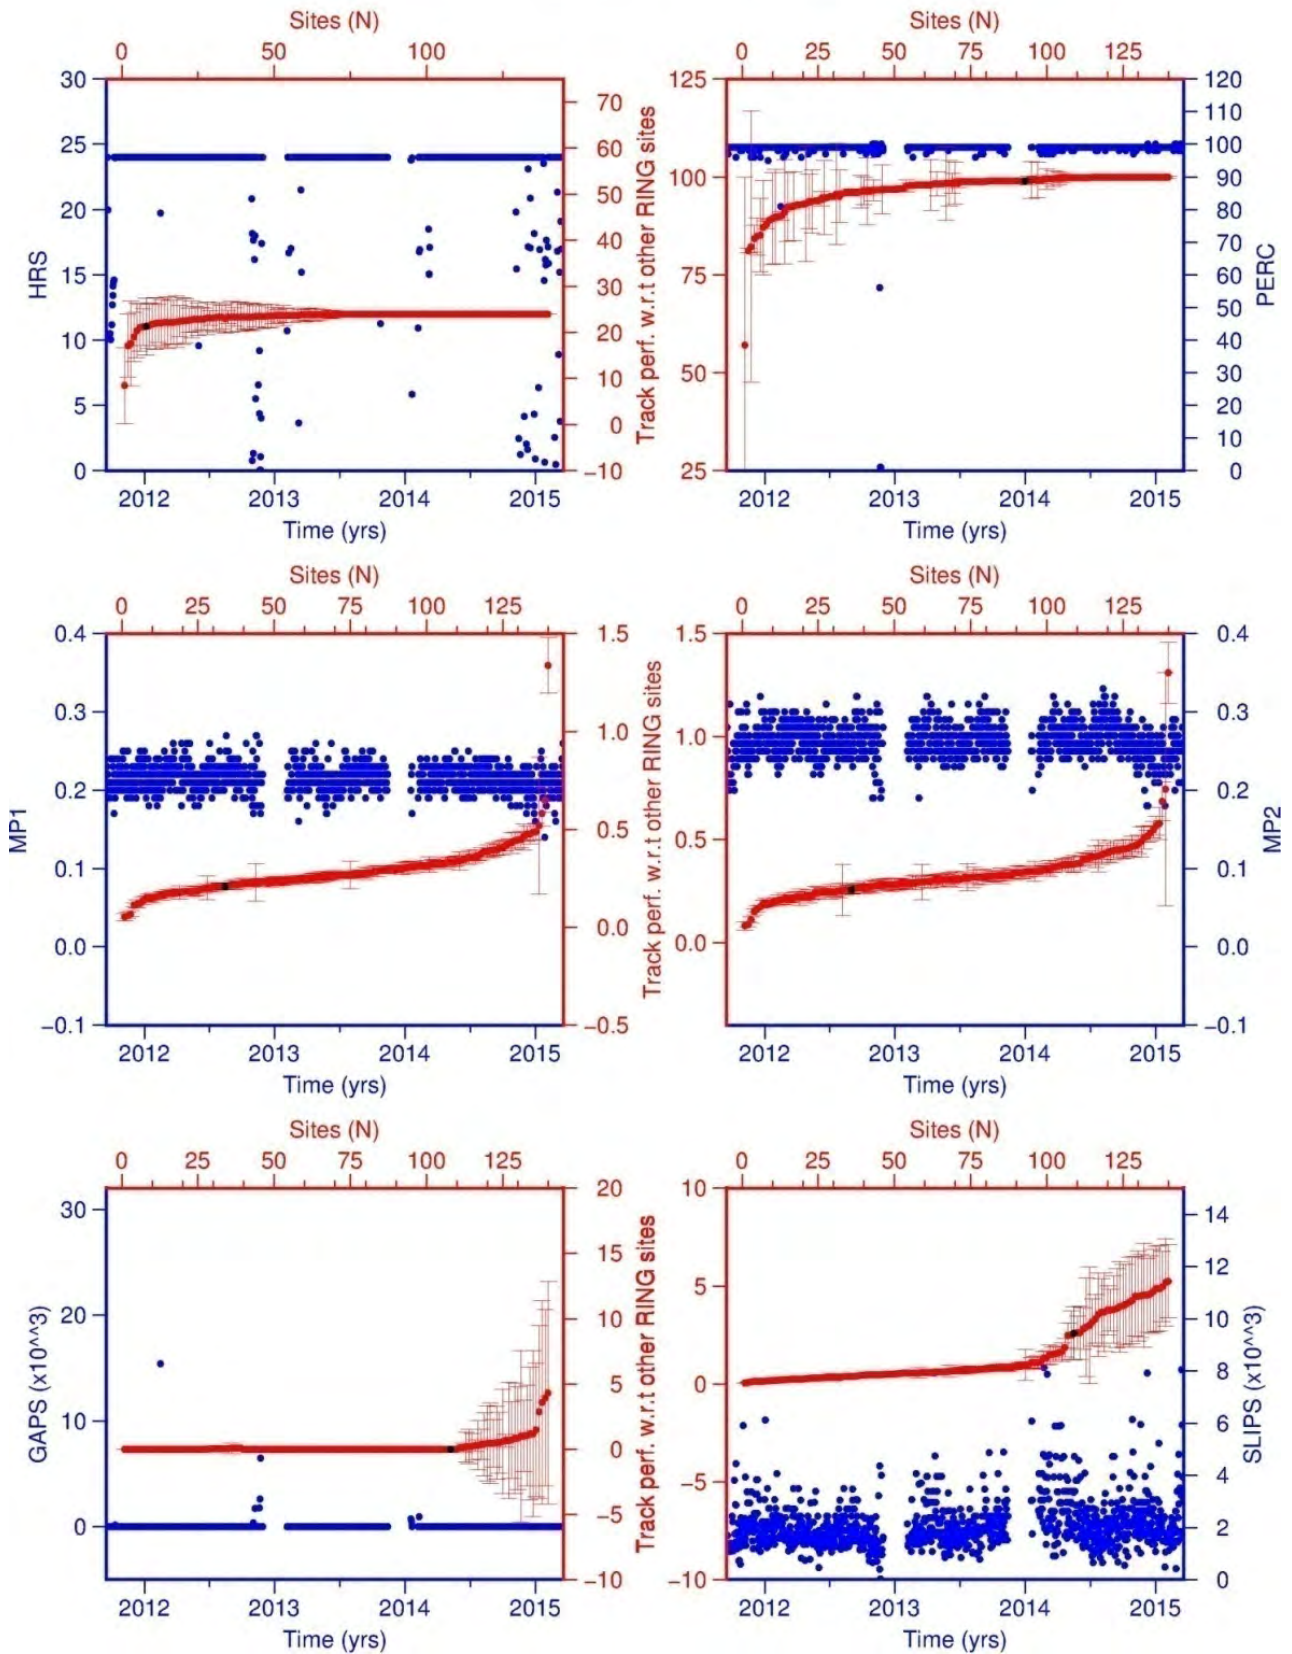 Sites (N) Sites (N)
0 50 100 0 25 50 75 100 125
30 70 125 120
25 60 110
20 50 100 100
15 40 90
10 30 75 80
5 20 70
0 10 50 60
0 50
-10 25 40
30
20
10
0
HRS
Track perf. w.r.t other RING sites
PERC
2012 2013 2014 2015 2012 2013 2014 2015
Time (yrs) Time (yrs)
Sites (N) Sites (N)
0 25 50 75 100 125 0 25 50 75 100 125
0.4 1.5 1.5 0.4
0.3 1.0 1.0 0.3
0.2 0.5 0.5 0.2
0.1 0.0 0.0 0.1
0.0 0.0
−0.1 −0.5 −0.1
MP1
Track perf. w.r.t other RING sites
MP2
2012 2013 2014 2015 2012 2013 2014 2015
Time (yrs) Time (yrs)
Sites (N) Sites (N)
0 25 50 75 100 125 0 25 50 75 100 125
30 20 10 14
20 15 5 12
10 10 0 10
0 5 −5 8
0 −10 6
−5 4
−10 2
0
GAPS (x10^^3)
Track perf. w.r.t other RING sites
SLIPS (x10^^3)
2012 2013 2014 2015 2012 2013 2014 2015
Time (yrs) Time (yrs)